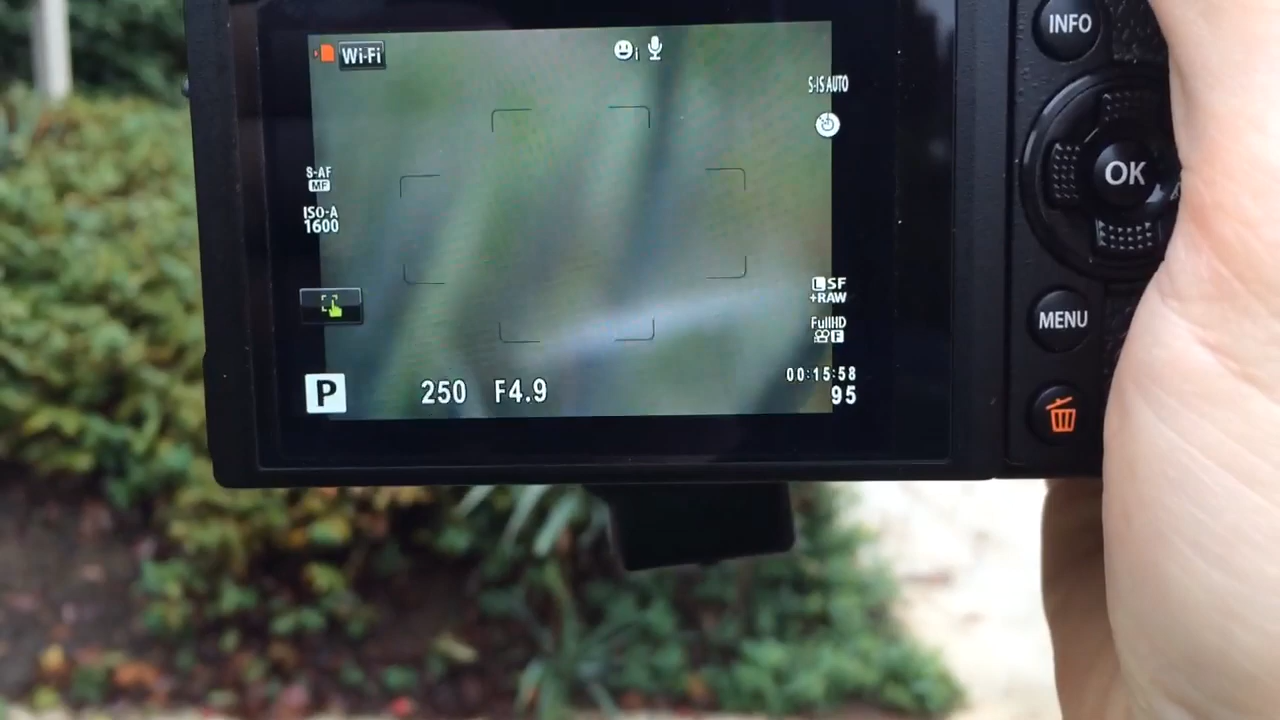 Wi-Fi
i
S-IS AUTO
S-AF
MF
ISO-A
1600
L SF
+RAW
FullHD
F
P
250 F4.9
00:15:58
95
INFO
OK
MENU